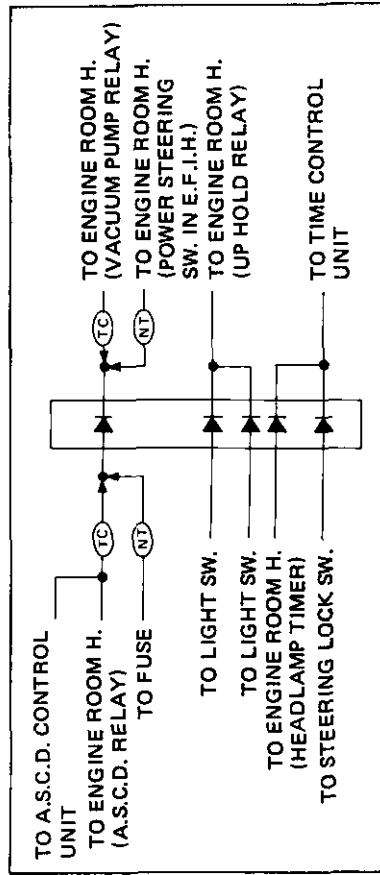 TO A.S.C.D. CONTROL
UNIT
TO ENGINE ROOM H.
(A.S.C.D. RELAY)
TO FUSE
TC
NT
TO LIGHT SW.
TO LIGHT SW.
TO ENGINE ROOM H.
(HEADLAMP TIMER)
TO STEERING LOCK SW.
TC
NT
TO ENGINE ROOM H.
(VACUUM PUMP RELAY)
TO ENGINE ROOM H.
(POWER STEERING
SW. IN E.F.I.H.)
TO ENGINE ROOM H.
(UP HOLD RELAY)
TO TIME CONTROL
UNIT